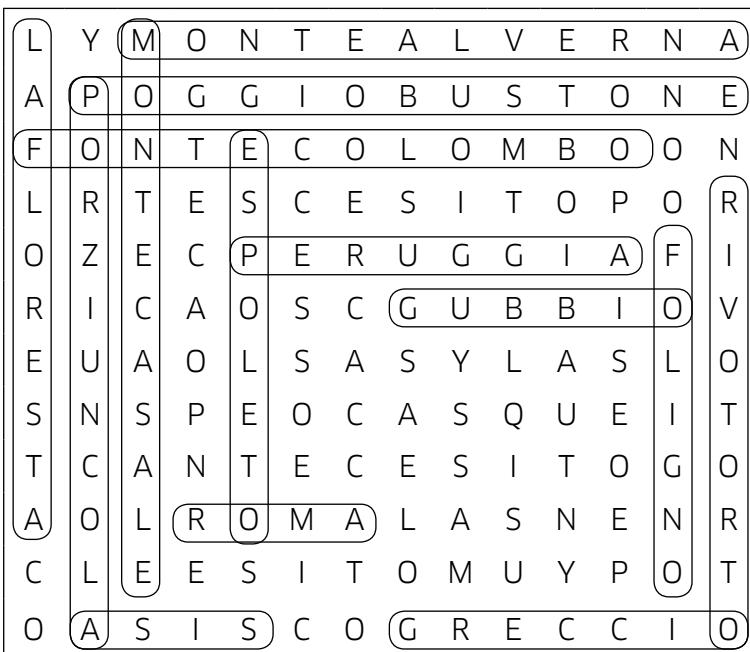 L Y M O N T E A L V E R N A
A P O G G I O B U S T O N E
F O N T E C O L O M B O O N
L R T E S C E S I T O P O R
O Z E C P E R U G G I A F I
R I C A O S C G U B B I O V
E U A O L S A S Y L A S L O
S N S P E O C A S Q U E I T
T C A N T E C E S I T O G O
A O L R O M A L A S N E N R
C L E E S I T O M U Y P O T
O A S I S C O G R E C C I O